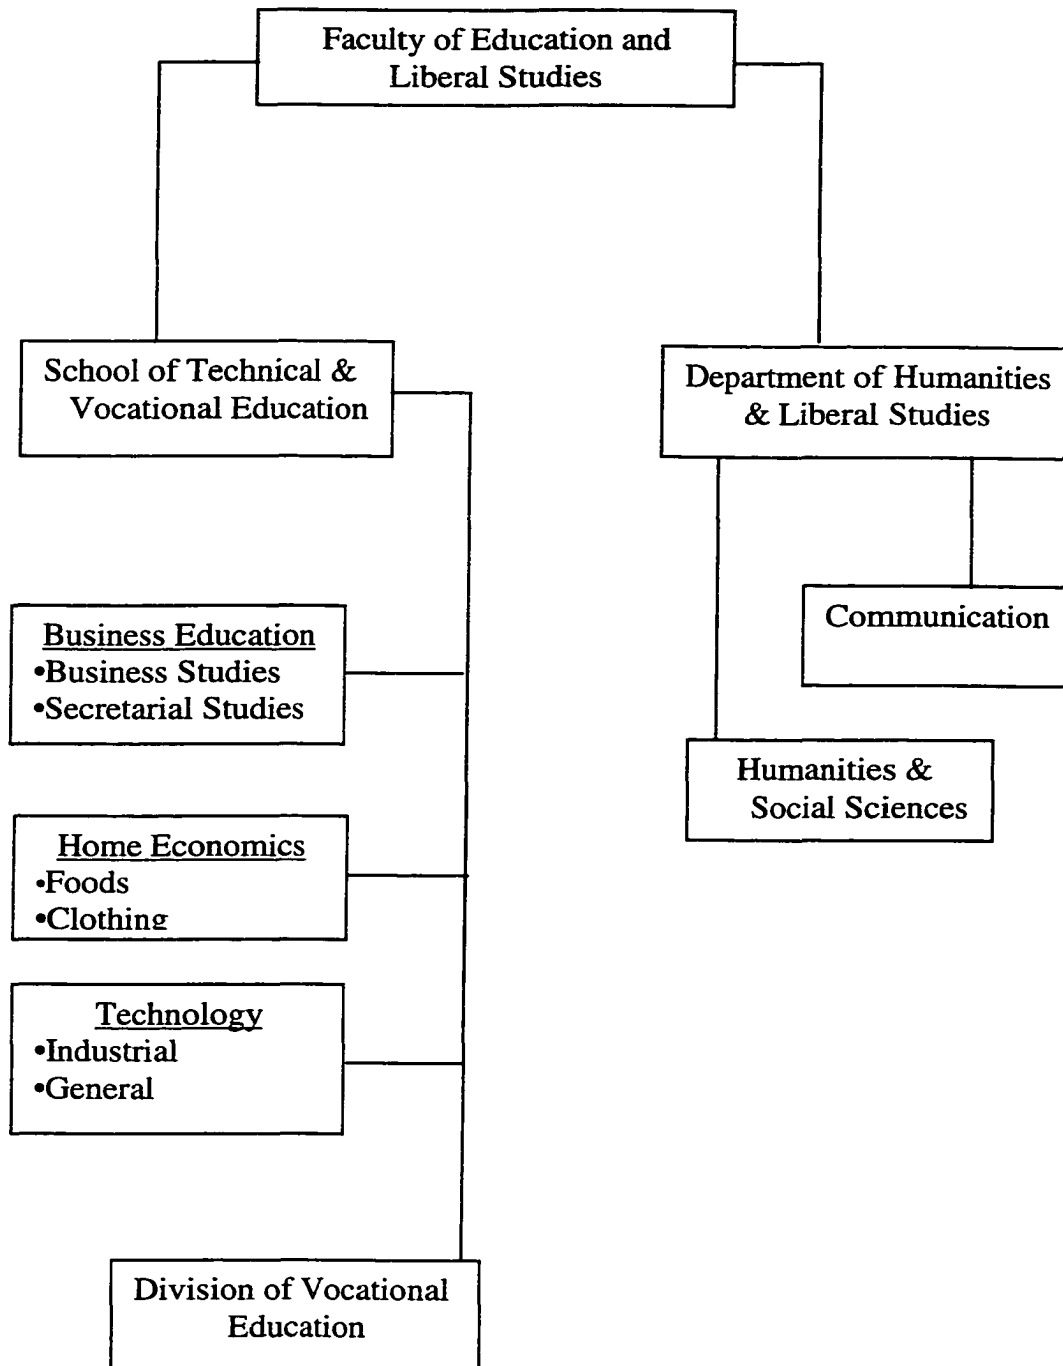 Faculty of Education and
Liberal Studies
School of Technical &
Vocational Education
Department of Humanities
& Liberal Studies
Business Education
•Business Studies
•Secretarial Studies
Communication
Humanities &
Social Sciences
Home Economics
•Foods
•Clothing
Technology
•Industrial
•General
Division of Vocational
Education